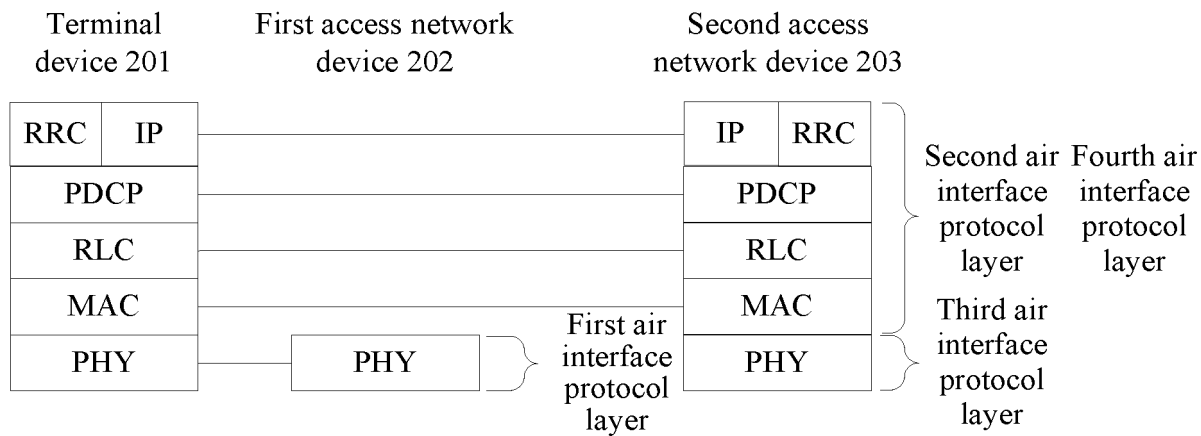 Terminal
device 201
First access network
device 202
Second access
network device 203
RRC
IP
IP
RRC
PDCP
PDCP
RLC
RLC
MAC
MAC
PHY
PHY
PHY
First air
interface
protocol
layer
Second air
interface
protocol
layer
Fourth air
interface
protocol
layer
Third air
interface
protocol
layer